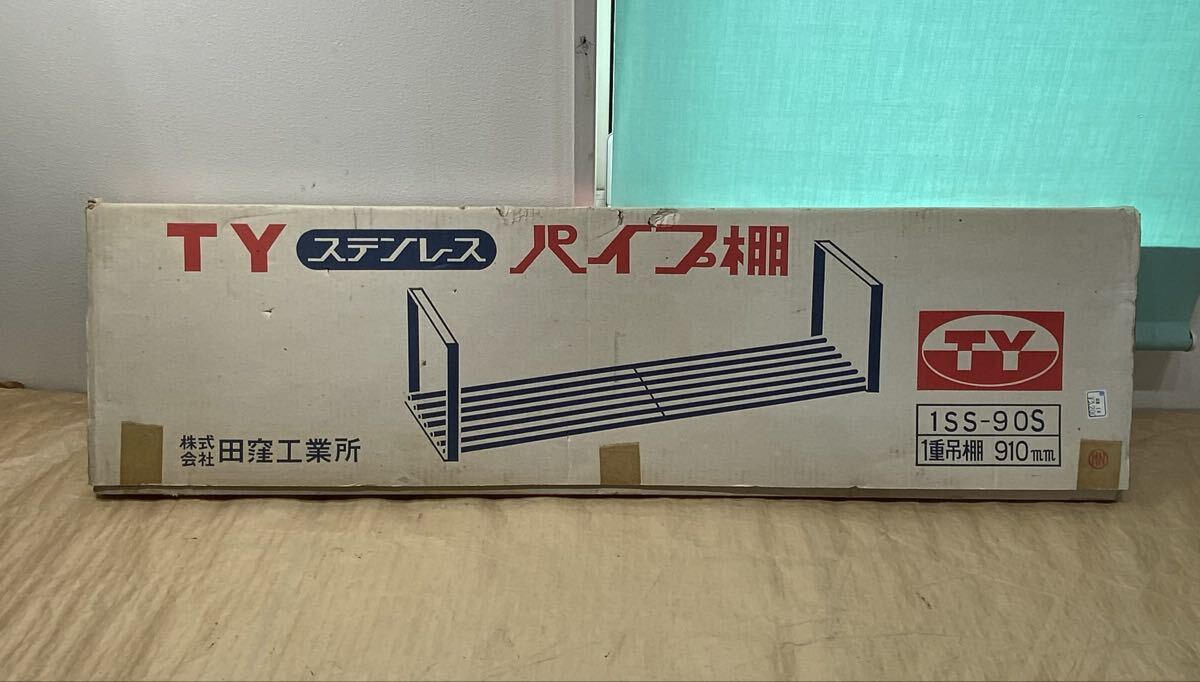 TY ステンレス パイプ棚
TY
1SS-90S
1重吊棚 910mm
株式会社 田窪工業所